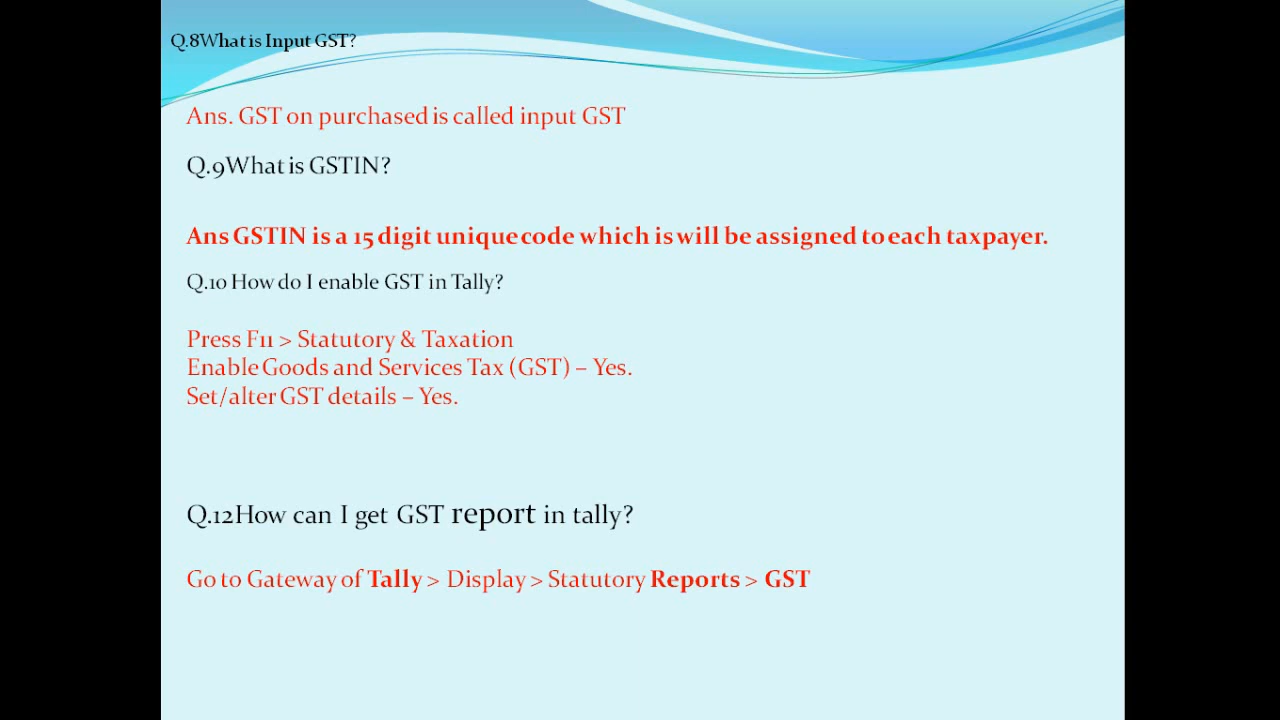 Q.8What is Input GST?
Ans. GST on purchased is called input GST
Q.9What is GSTIN?
Ans GSTIN is a 15 digit unique code which is will be assigned to each taxpayer.
Q.10 How do I enable GST in Tally?
Press F11 > Statutory & Taxation
Enable Goods and Services Tax (GST) – Yes.
Set/alter GST details – Yes.
Q.12How can I get GST report in tally?
Go to Gateway of Tally > Display > Statutory Reports > GST